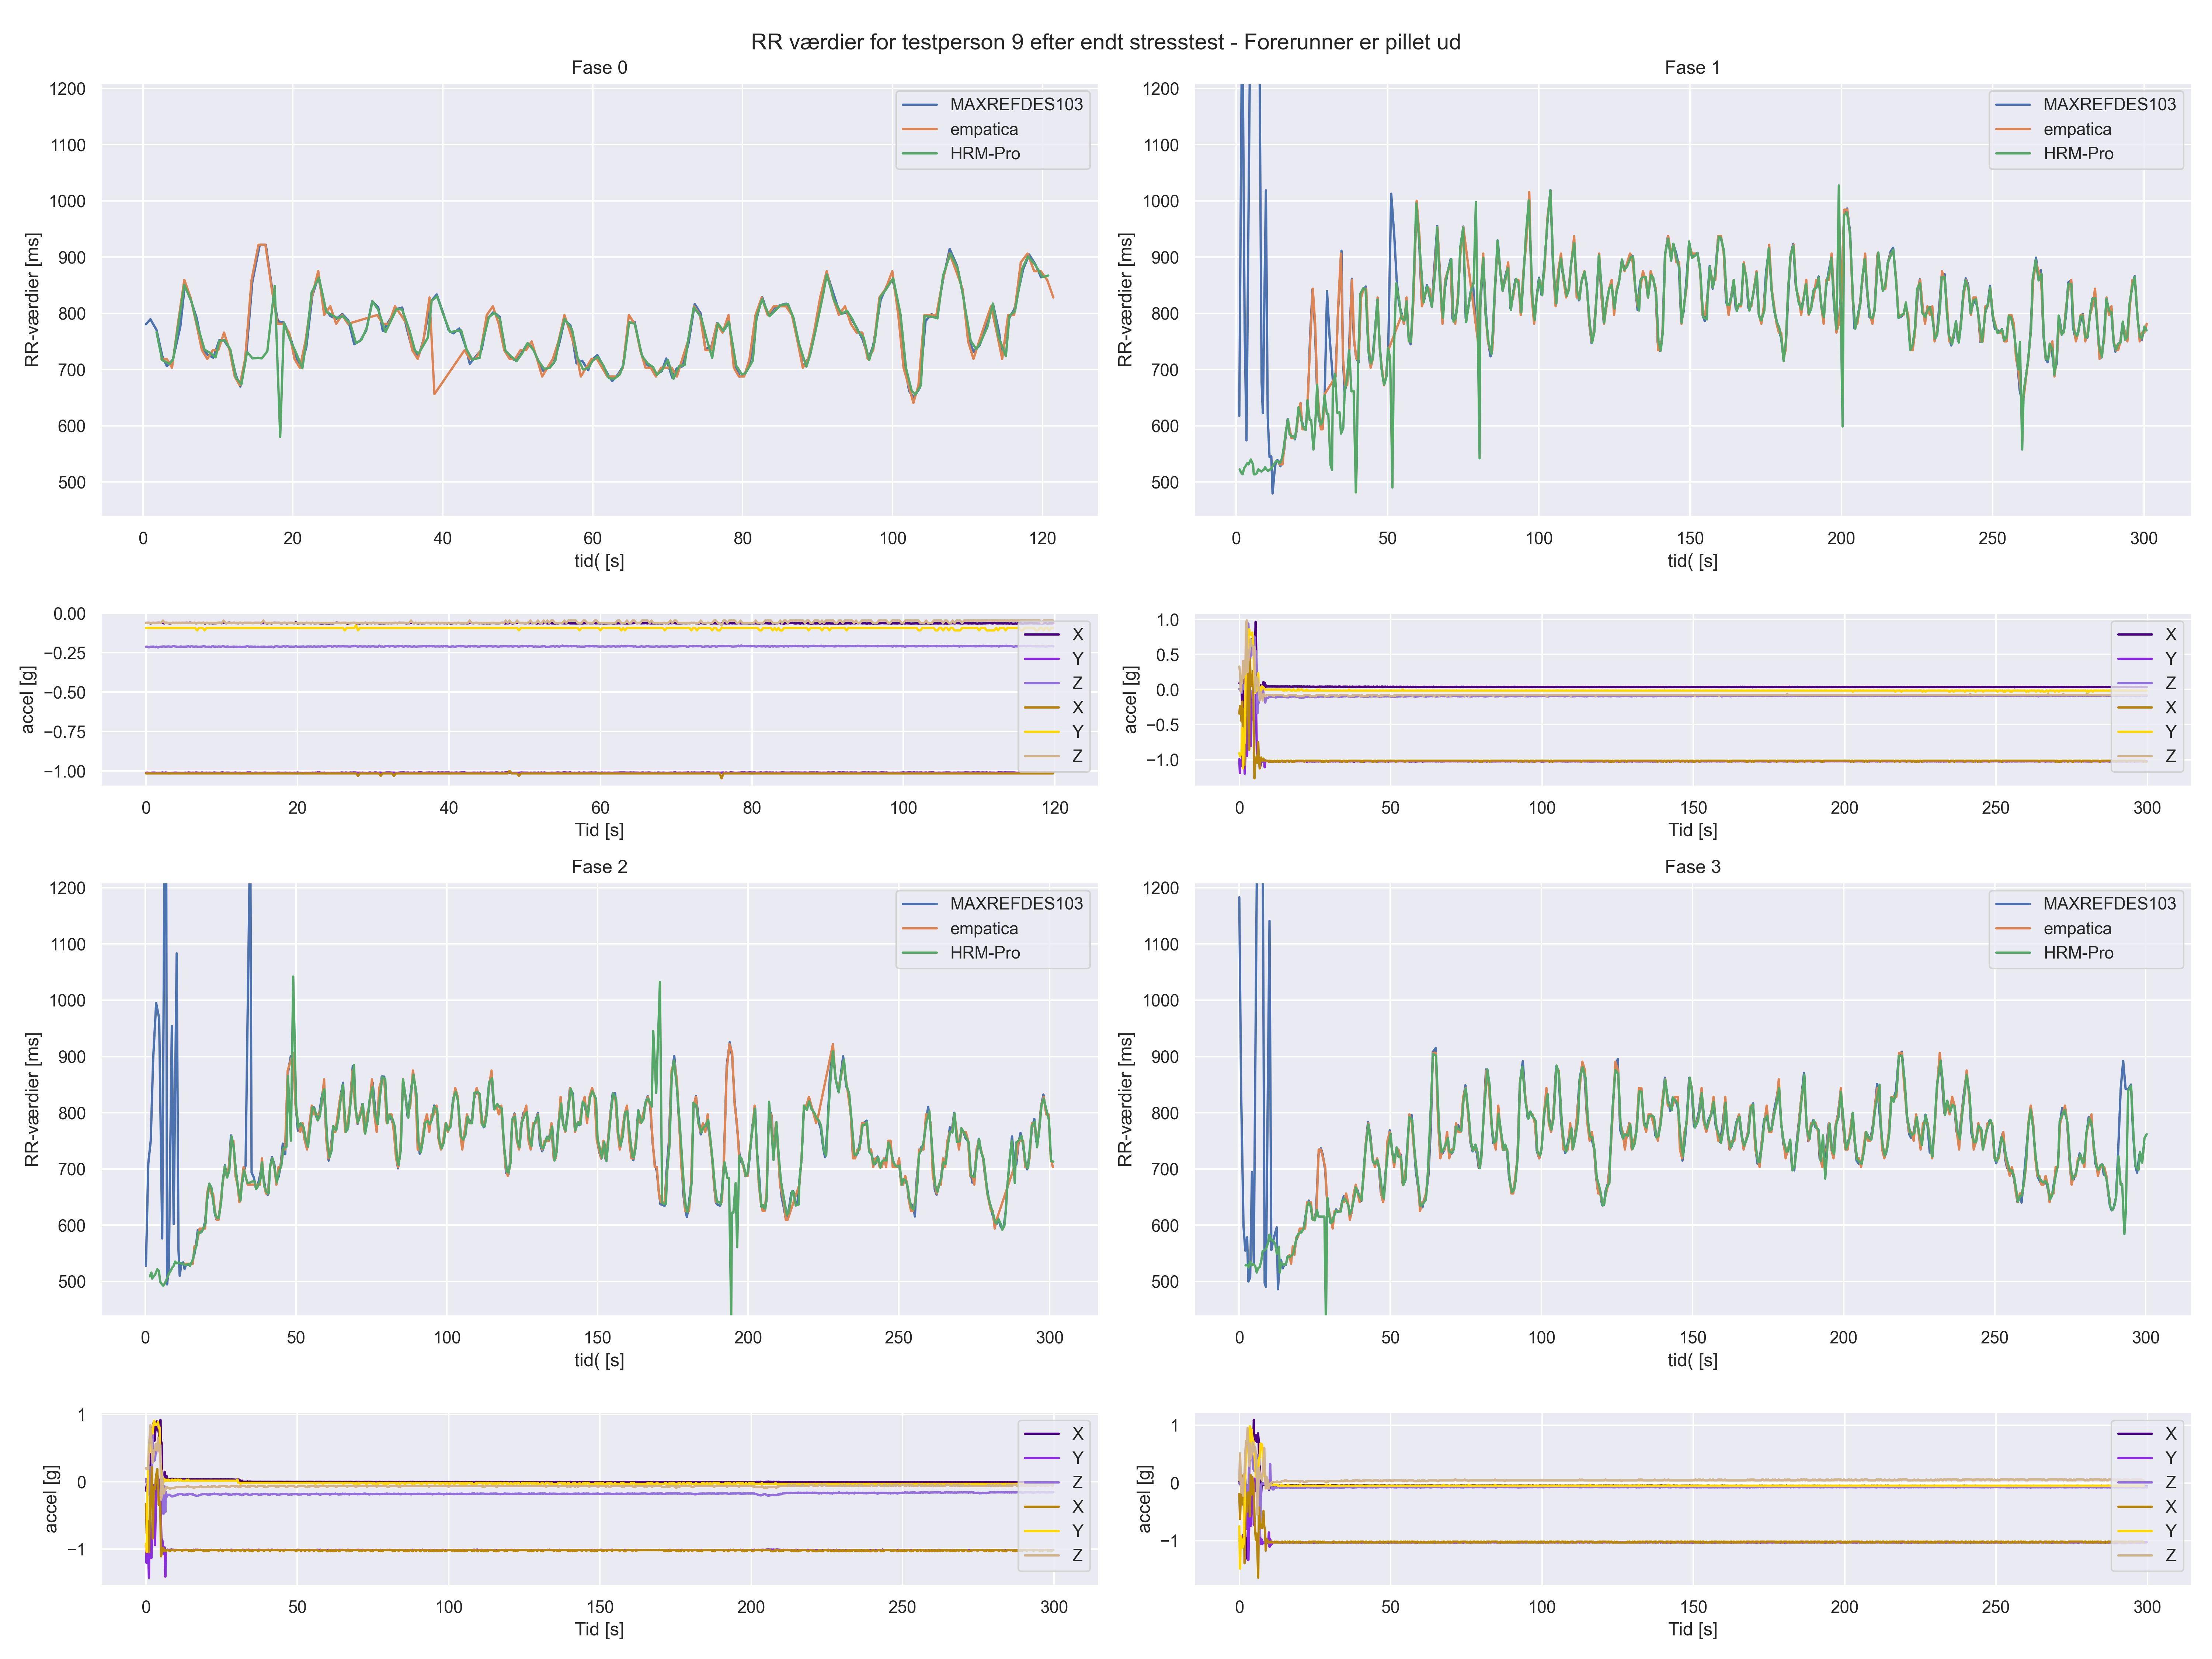 RR værdier for testperson 9 efter endt stresstest - Forerunner er pillet ud
Fase 0
1200
1100
1000
900
800
700
600
500
RR-værdier [ms]
MAXREFDES103
empatica
HRM-Pro
0 20 40 60 80 100 120
tid( [s]
Fase 1
1200
1100
1000
900
800
700
600
500
RR-værdier [ms]
MAXREFDES103
empatica
HRM-Pro
0 50 100 150 200 250 300
tid( [s]
0.00
−0.25
−0.50
−0.75
−1.00
accel [g]
X
Y
Z
X
Y
Z
0 20 40 60 80 100 120
Tid [s]
1.0
0.5
0.0
−0.5
−1.0
accel [g]
X
Y
Z
X
Y
Z
0 50 100 150 200 250 300
Tid [s]
Fase 2
1200
1100
1000
900
800
700
600
500
RR-værdier [ms]
MAXREFDES103
empatica
HRM-Pro
0 50 100 150 200 250 300
tid( [s]
Fase 3
1200
1100
1000
900
800
700
600
500
RR-værdier [ms]
MAXREFDES103
empatica
HRM-Pro
0 50 100 150 200 250 300
tid( [s]
1
0
−1
accel [g]
X
Y
Z
X
Y
Z
0 50 100 150 200 250 300
Tid [s]
1
0
−1
accel [g]
X
Y
Z
X
Y
Z
0 50 100 150 200 250 300
Tid [s]